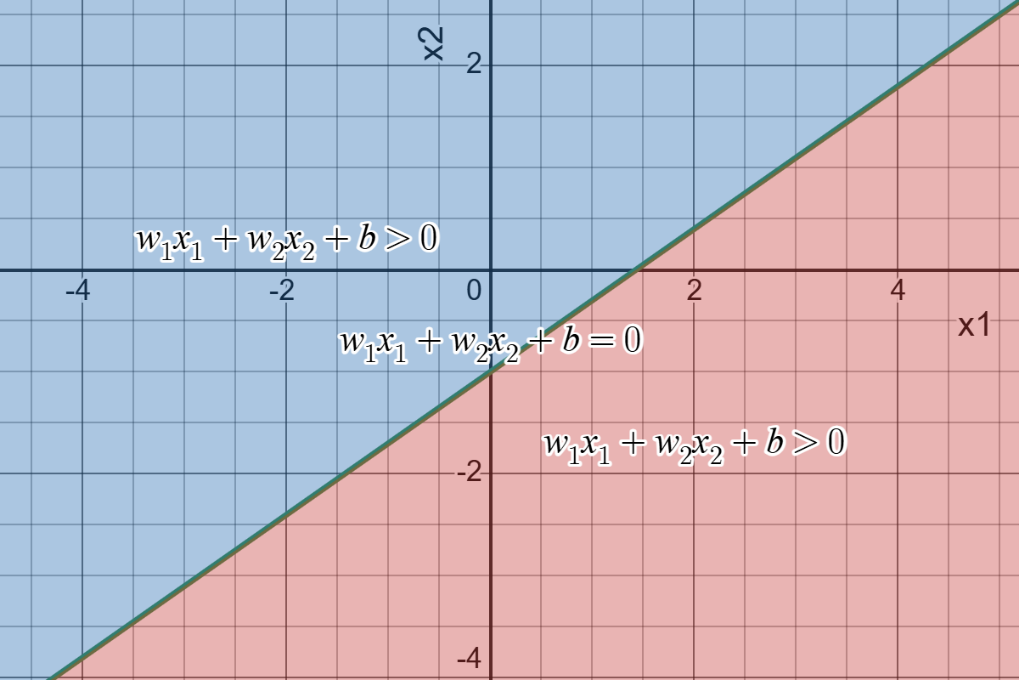 x2
2
w₁x₁ + w₂x₂ + b > 0
-4 -2 0 2 4
x1
w₁x₁ + w₂x₂ + b = 0
w₁x₁ + w₂x₂ + b > 0
-2
-4